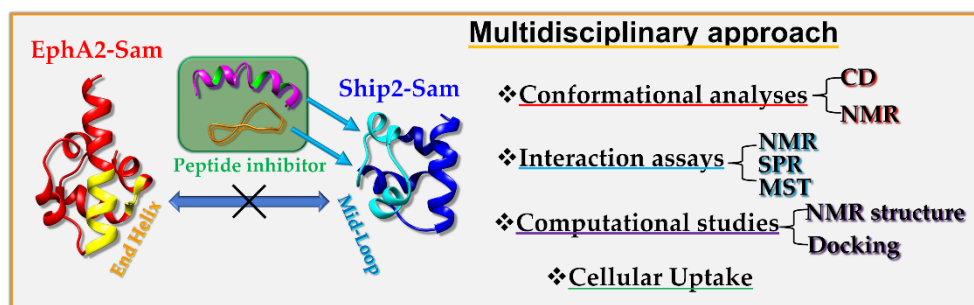 EphA2-Sam
End Helix
Peptide inhibitor
Ship2-Sam
Mid-Loop
Multidisciplinary approach
❖Conformational analyses
CD
NMR
❖Interaction assays
NMR
SPR
MST
❖Computational studies
NMR structure
Docking
❖Cellular Uptake